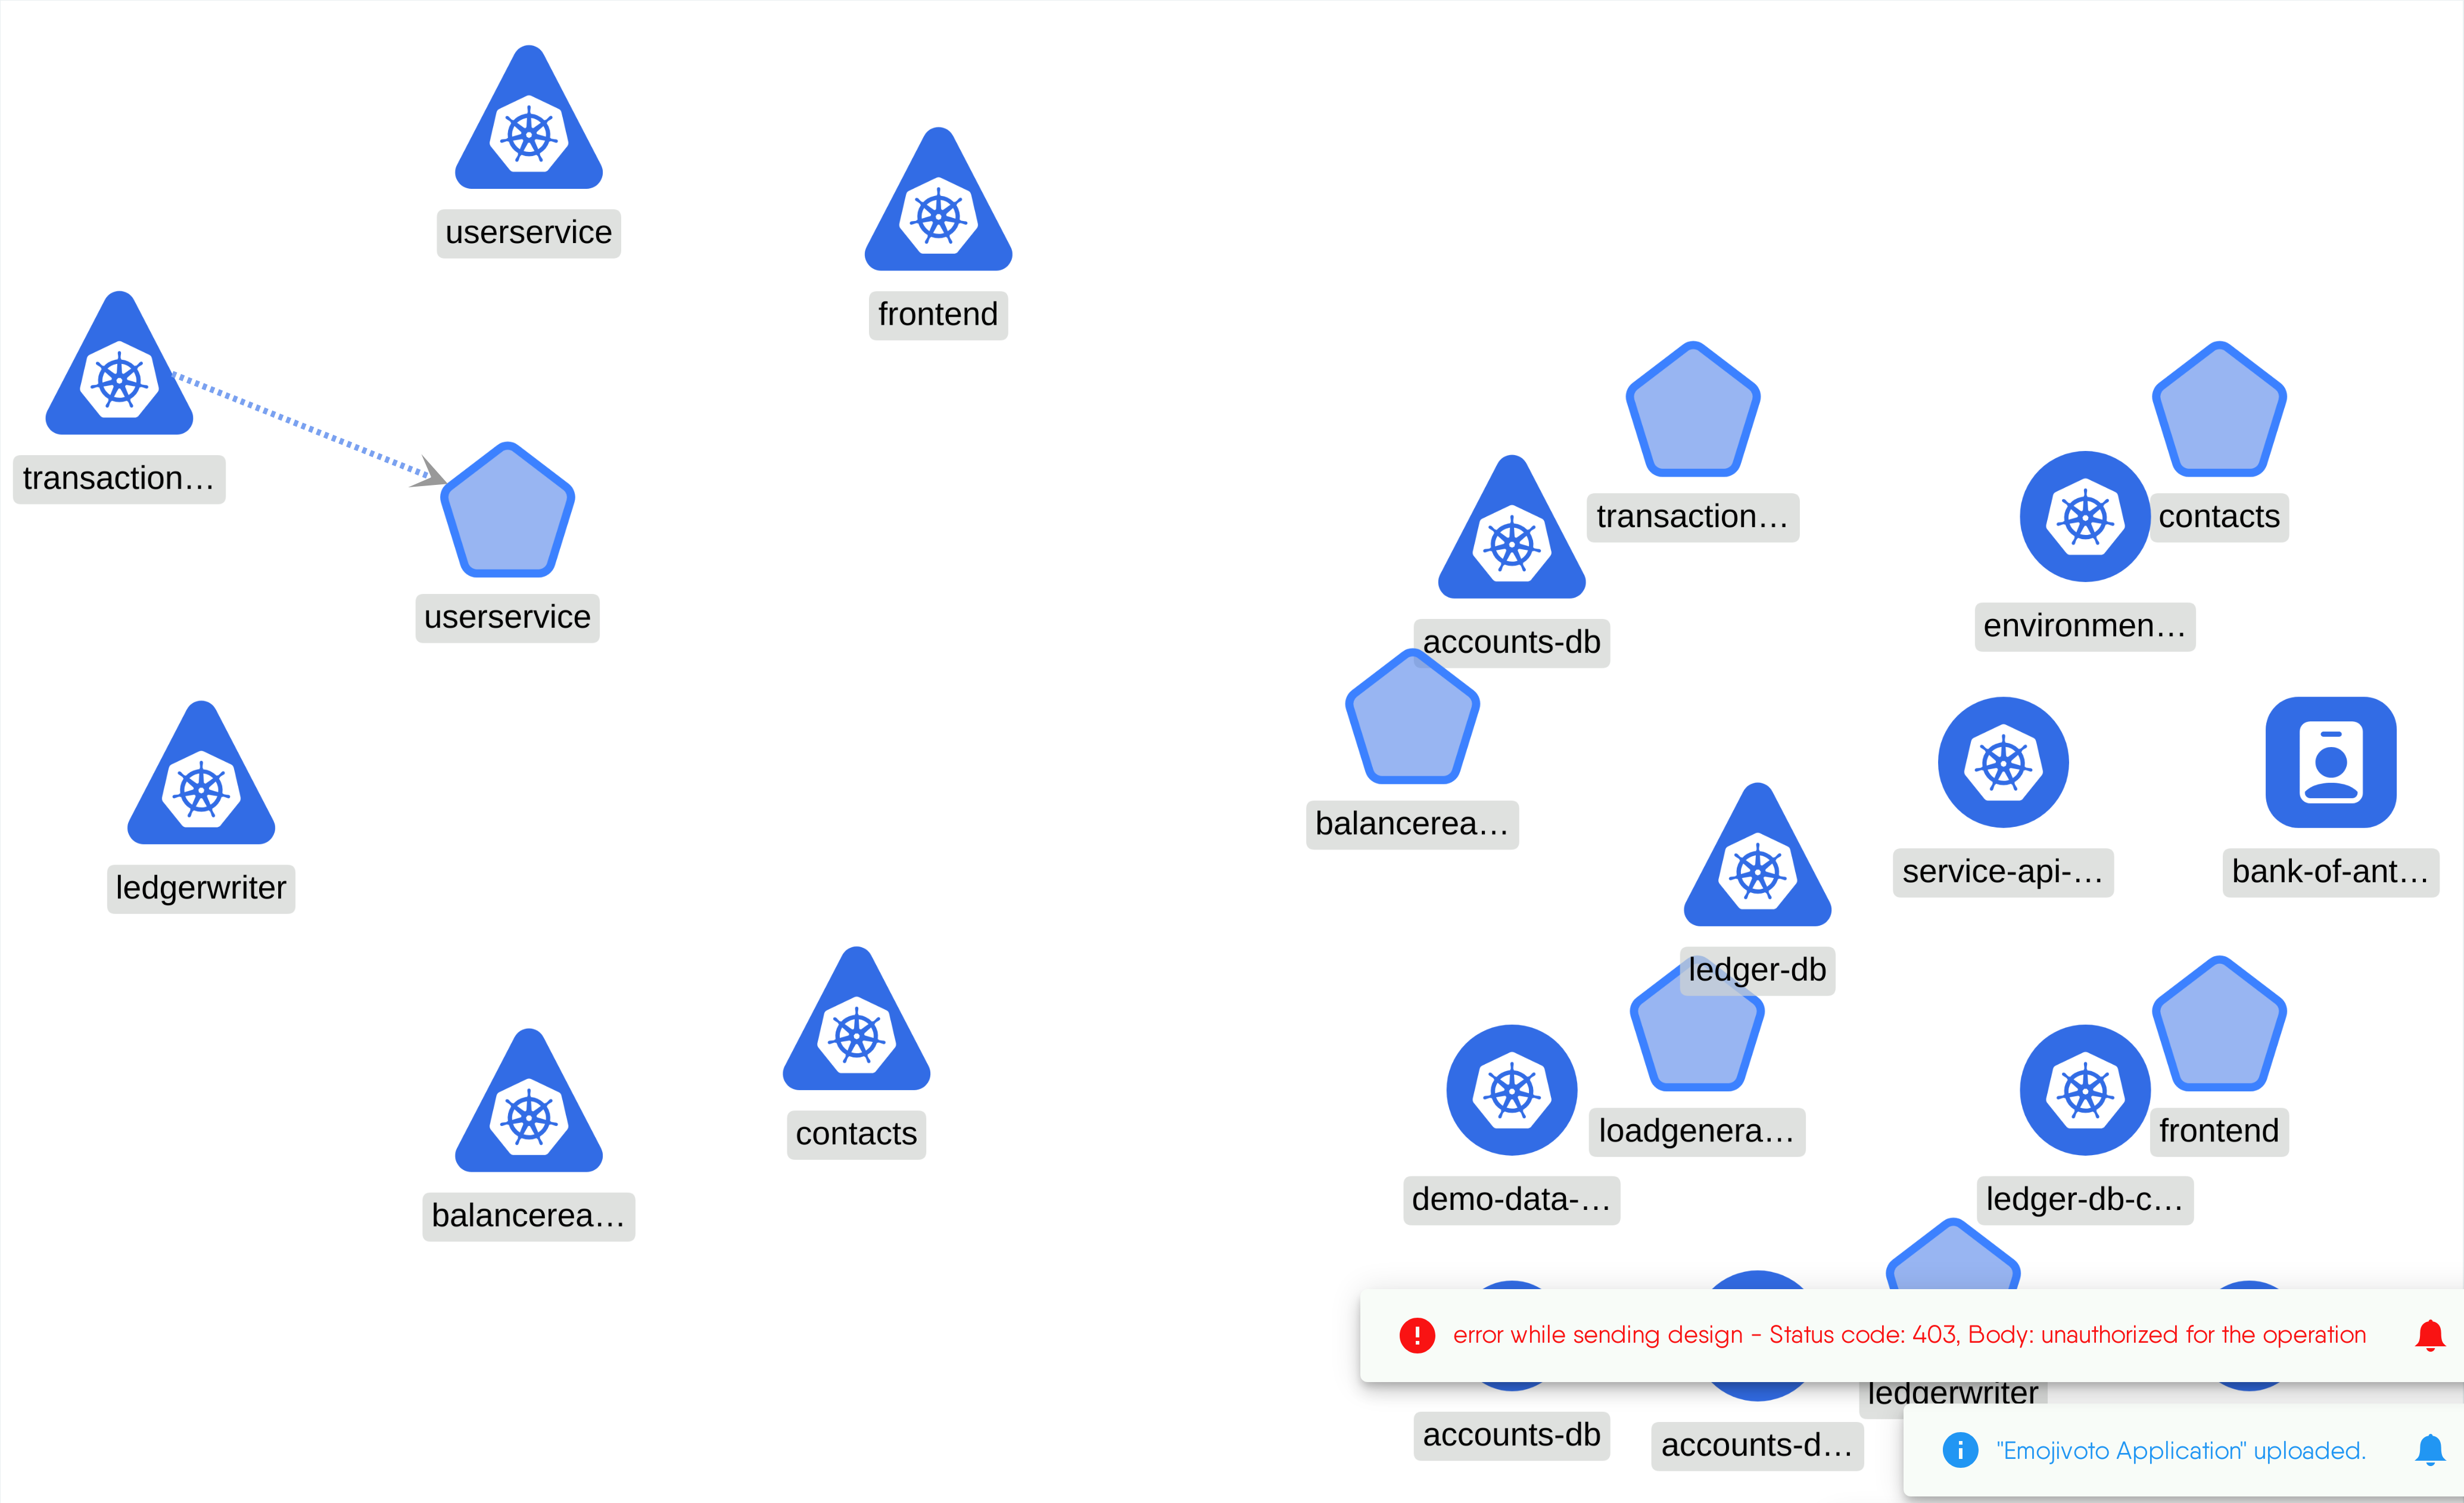 userservice
frontend
transaction…
userservice
transaction…
contacts
accounts-db
environmen…
balancerea…
service-api-…
bank-of-ant…
ledgerwriter
ledger-db
contacts
loadgenera…
frontend
demo-data-…
ledger-db-c…
balancerea…
error while sending design - Status code: 403, Body: unauthorized for the operation
ledgerwriter
accounts-db
accounts-d…
"Emojivoto Application" uploaded.